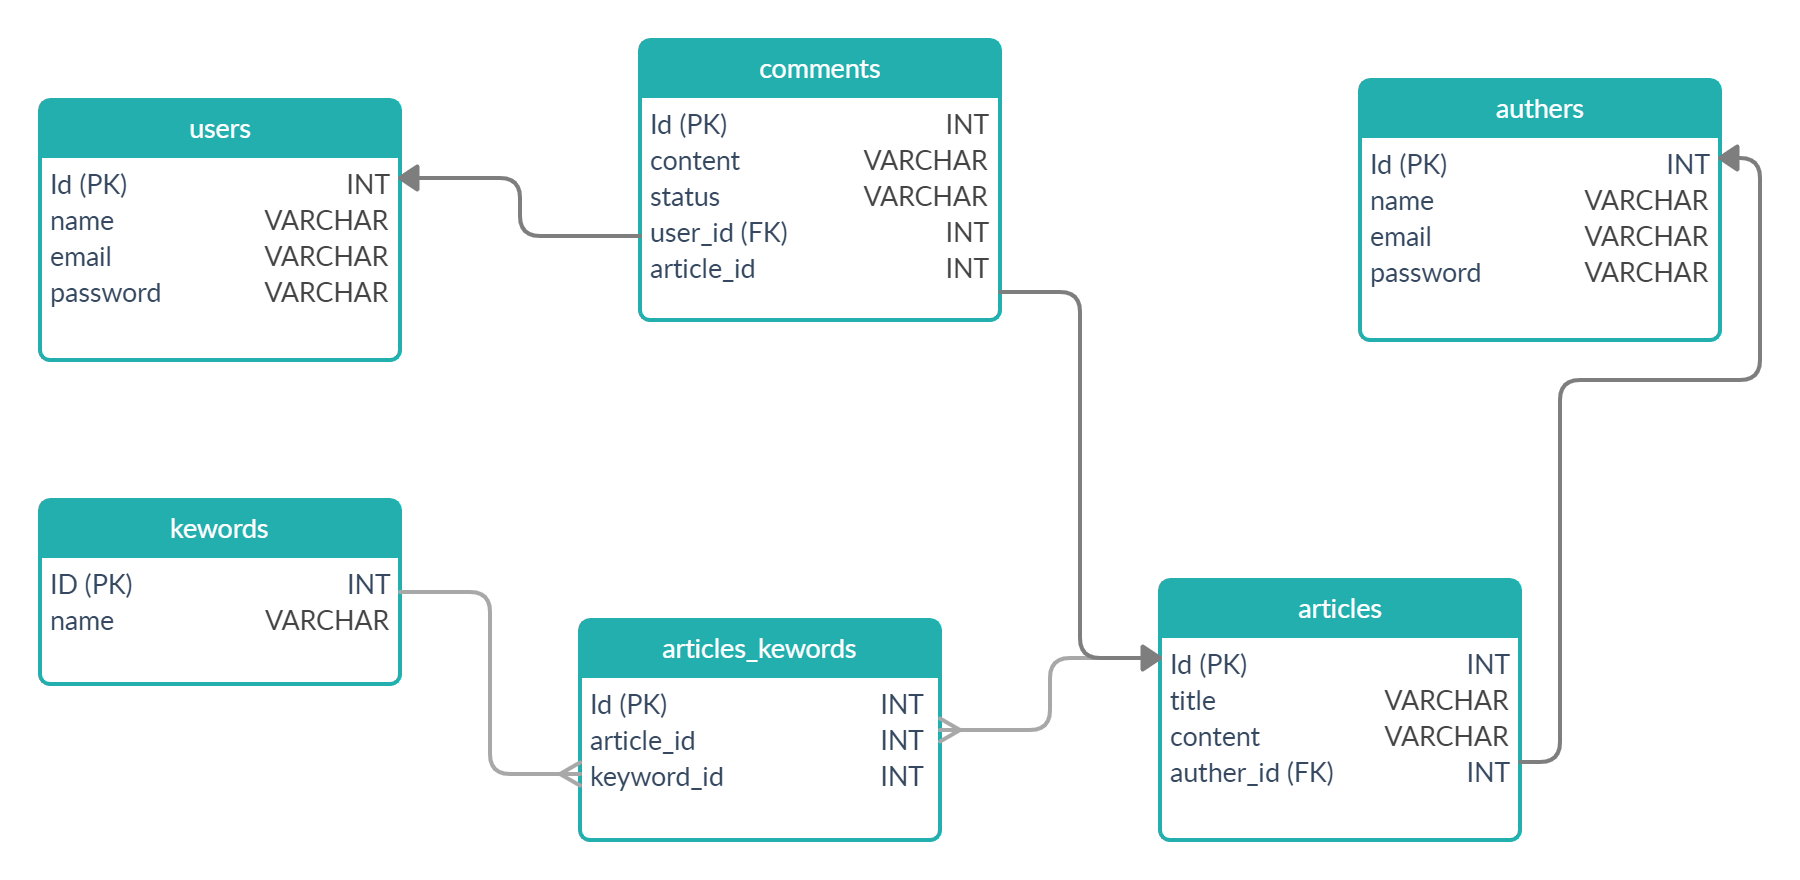 comments
Id (PK) INT
content VARCHAR
status VARCHAR
user_id (FK) INT
article_id INT
authers
Id (PK) INT
name VARCHAR
email VARCHAR
password VARCHAR
users
Id (PK) INT
name VARCHAR
email VARCHAR
password VARCHAR
kewords
ID (PK) INT
name VARCHAR
articles_kewords
Id (PK) INT
article_id INT
keyword_id INT
articles
Id (PK) INT
title VARCHAR
content VARCHAR
auther_id (FK) INT